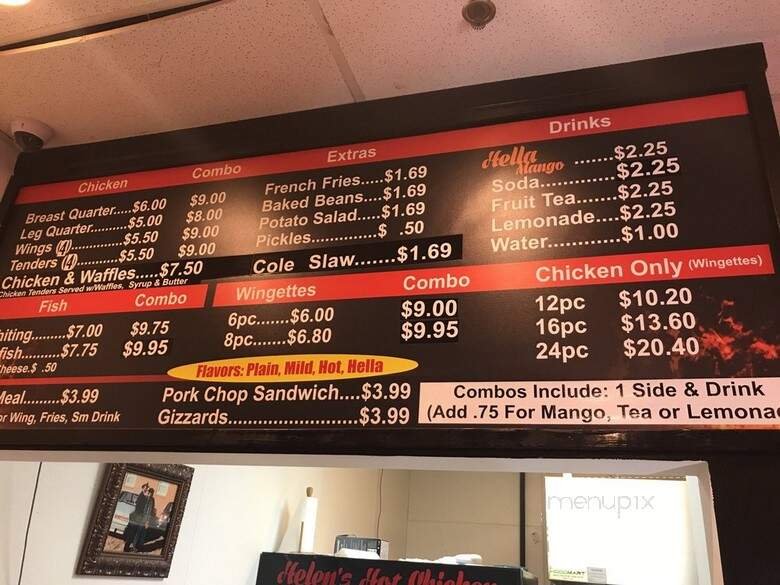 Chicken Combo
Breast Quarter.....$6.00 $9.00
Leg Quarter.........$5.00 $8.00
Wings (4)..............$5.50 $9.00
Tenders (4)............$5.50 $9.00
Chicken & Waffles.....$7.50
Chicken Tenders Served w/Waffles, Syrup & Butter
Extras
French Fries.....$1.69
Baked Beans....$1.69
Potato Salad.....$1.69
Pickles..............$ .50
Cole Slaw.......$1.69
Drinks
Hella Mango .......$2.25
Soda..............$2.25
Fruit Tea.......$2.25
Lemonade....$2.25
Water............$1.00
Fish Combo
hiting.........$7.00 $9.75
fish.........$7.75 $9.95
heese.$ .50
Wingettes Combo
6pc.......$6.00 $9.00
8pc.......$6.80 $9.95
Chicken Only (Wingettes)
12pc $10.20
16pc $13.60
24pc $20.40
Flavors: Plain, Mild, Hot, Hella
Meal........$3.99
or Wing, Fries, Sm Drink
Pork Chop Sandwich....$3.99
Gizzards.......................$3.99
Combos Include: 1 Side & Drink
(Add .75 For Mango, Tea or Lemona
menupix
Helen's Hot Chicken